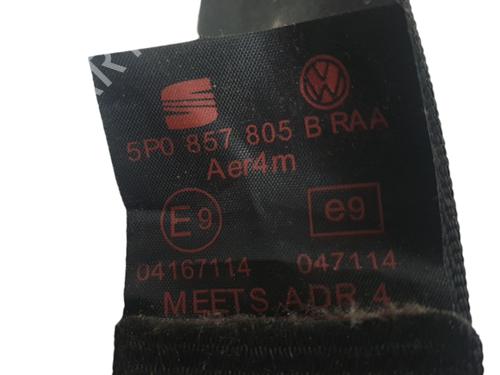 5P0 857 805 B RAA
Aer4m
E9 e9
04167114 047114
MEETS ADR 4